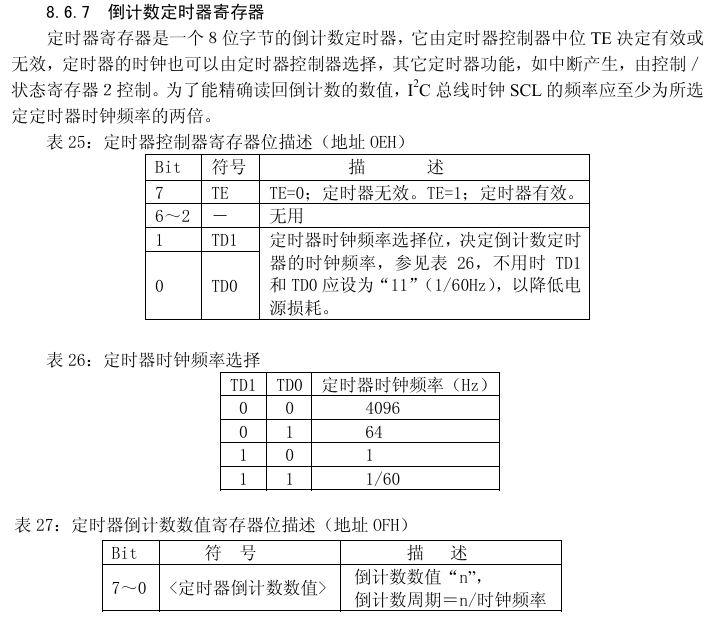 8.6.7 倒计数定时器寄存器
定时器寄存器是一个 8 位字节的倒计数定时器，它由定时器控制器中位 TE 决定有效或
无效，定时器的时钟也可以由定时器控制器选择，其它定时器功能，如中断产生，由控制／
状态寄存器 2 控制。为了能精确读回倒计数的数值，I²C 总线时钟 SCL 的频率应至少为所选
定定时器时钟频率的两倍。
表 25：定时器控制器寄存器位描述（地址 0EH）
Bit 符号 描 述
7 TE TE=0；定时器无效。TE=1；定时器有效。
6～2 － 无用
1 TD1 定时器时钟频率选择位，决定倒计数定时
器的时钟频率，参见表 26，不用时 TD1
0 TD0 和 TD0 应设为“11”（1/60Hz），以降低电
源损耗。
表 26：定时器时钟频率选择
TD1 TD0 定时器时钟频率（Hz）
0 0 4096
0 1 64
1 0 1
1 1 1/60
表 27：定时器倒计数数值寄存器位描述（地址 0FH）
Bit 符 号 描 述
7～0 <定时器倒计数数值> 倒计数数值“n”，
倒计数周期＝n/时钟频率